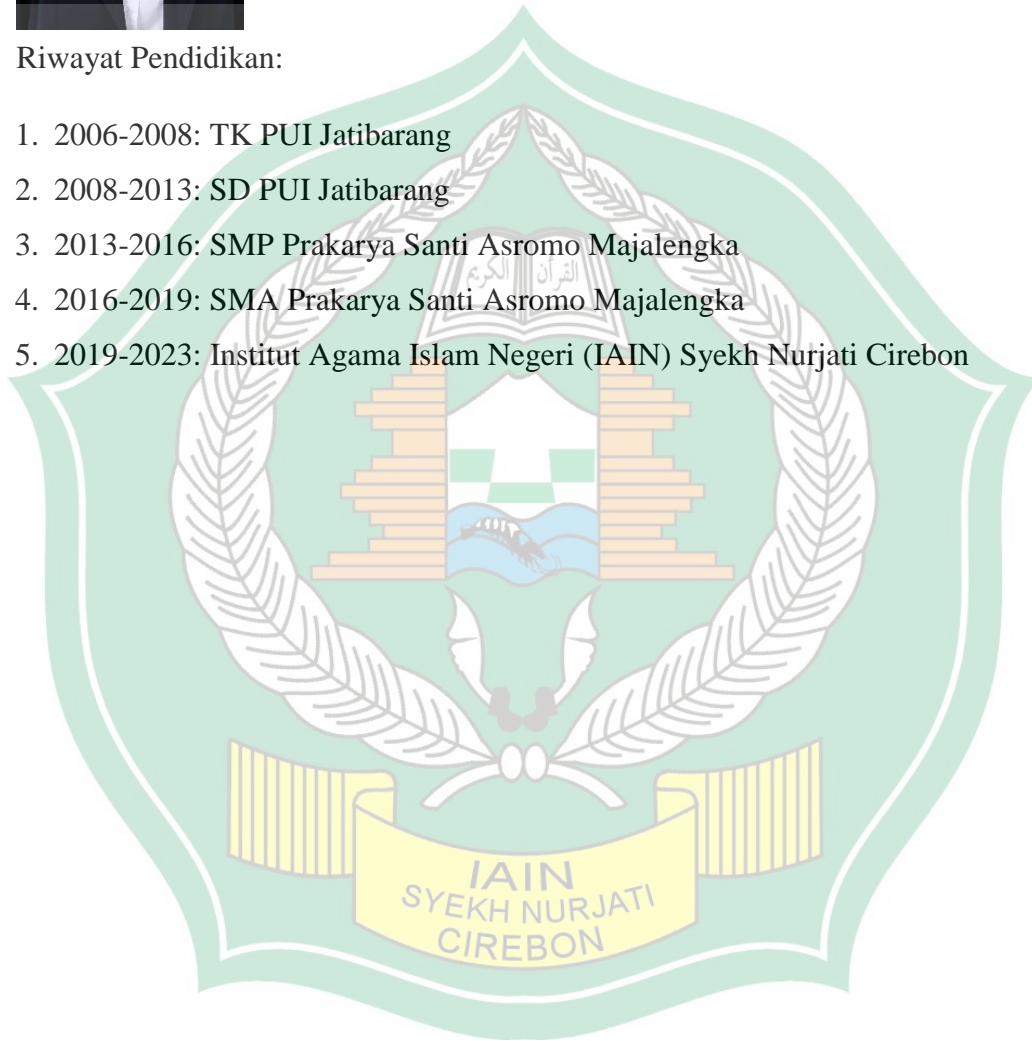 Riwayat Pendidikan:
1. 2006-2008: TK PUI Jatibarang
2. 2008-2013: SD PUI Jatibarang
3. 2013-2016: SMP Prakarya Santi Asromo Majalengka
القرآن الكريم
4. 2016-2019: SMA Prakarya Santi Asromo Majalengka
5. 2019-2023: Institut Agama Islam Negeri (IAIN) Syekh Nurjati Cirebon
IAIN
SYEKH NURJATI
CIREBON